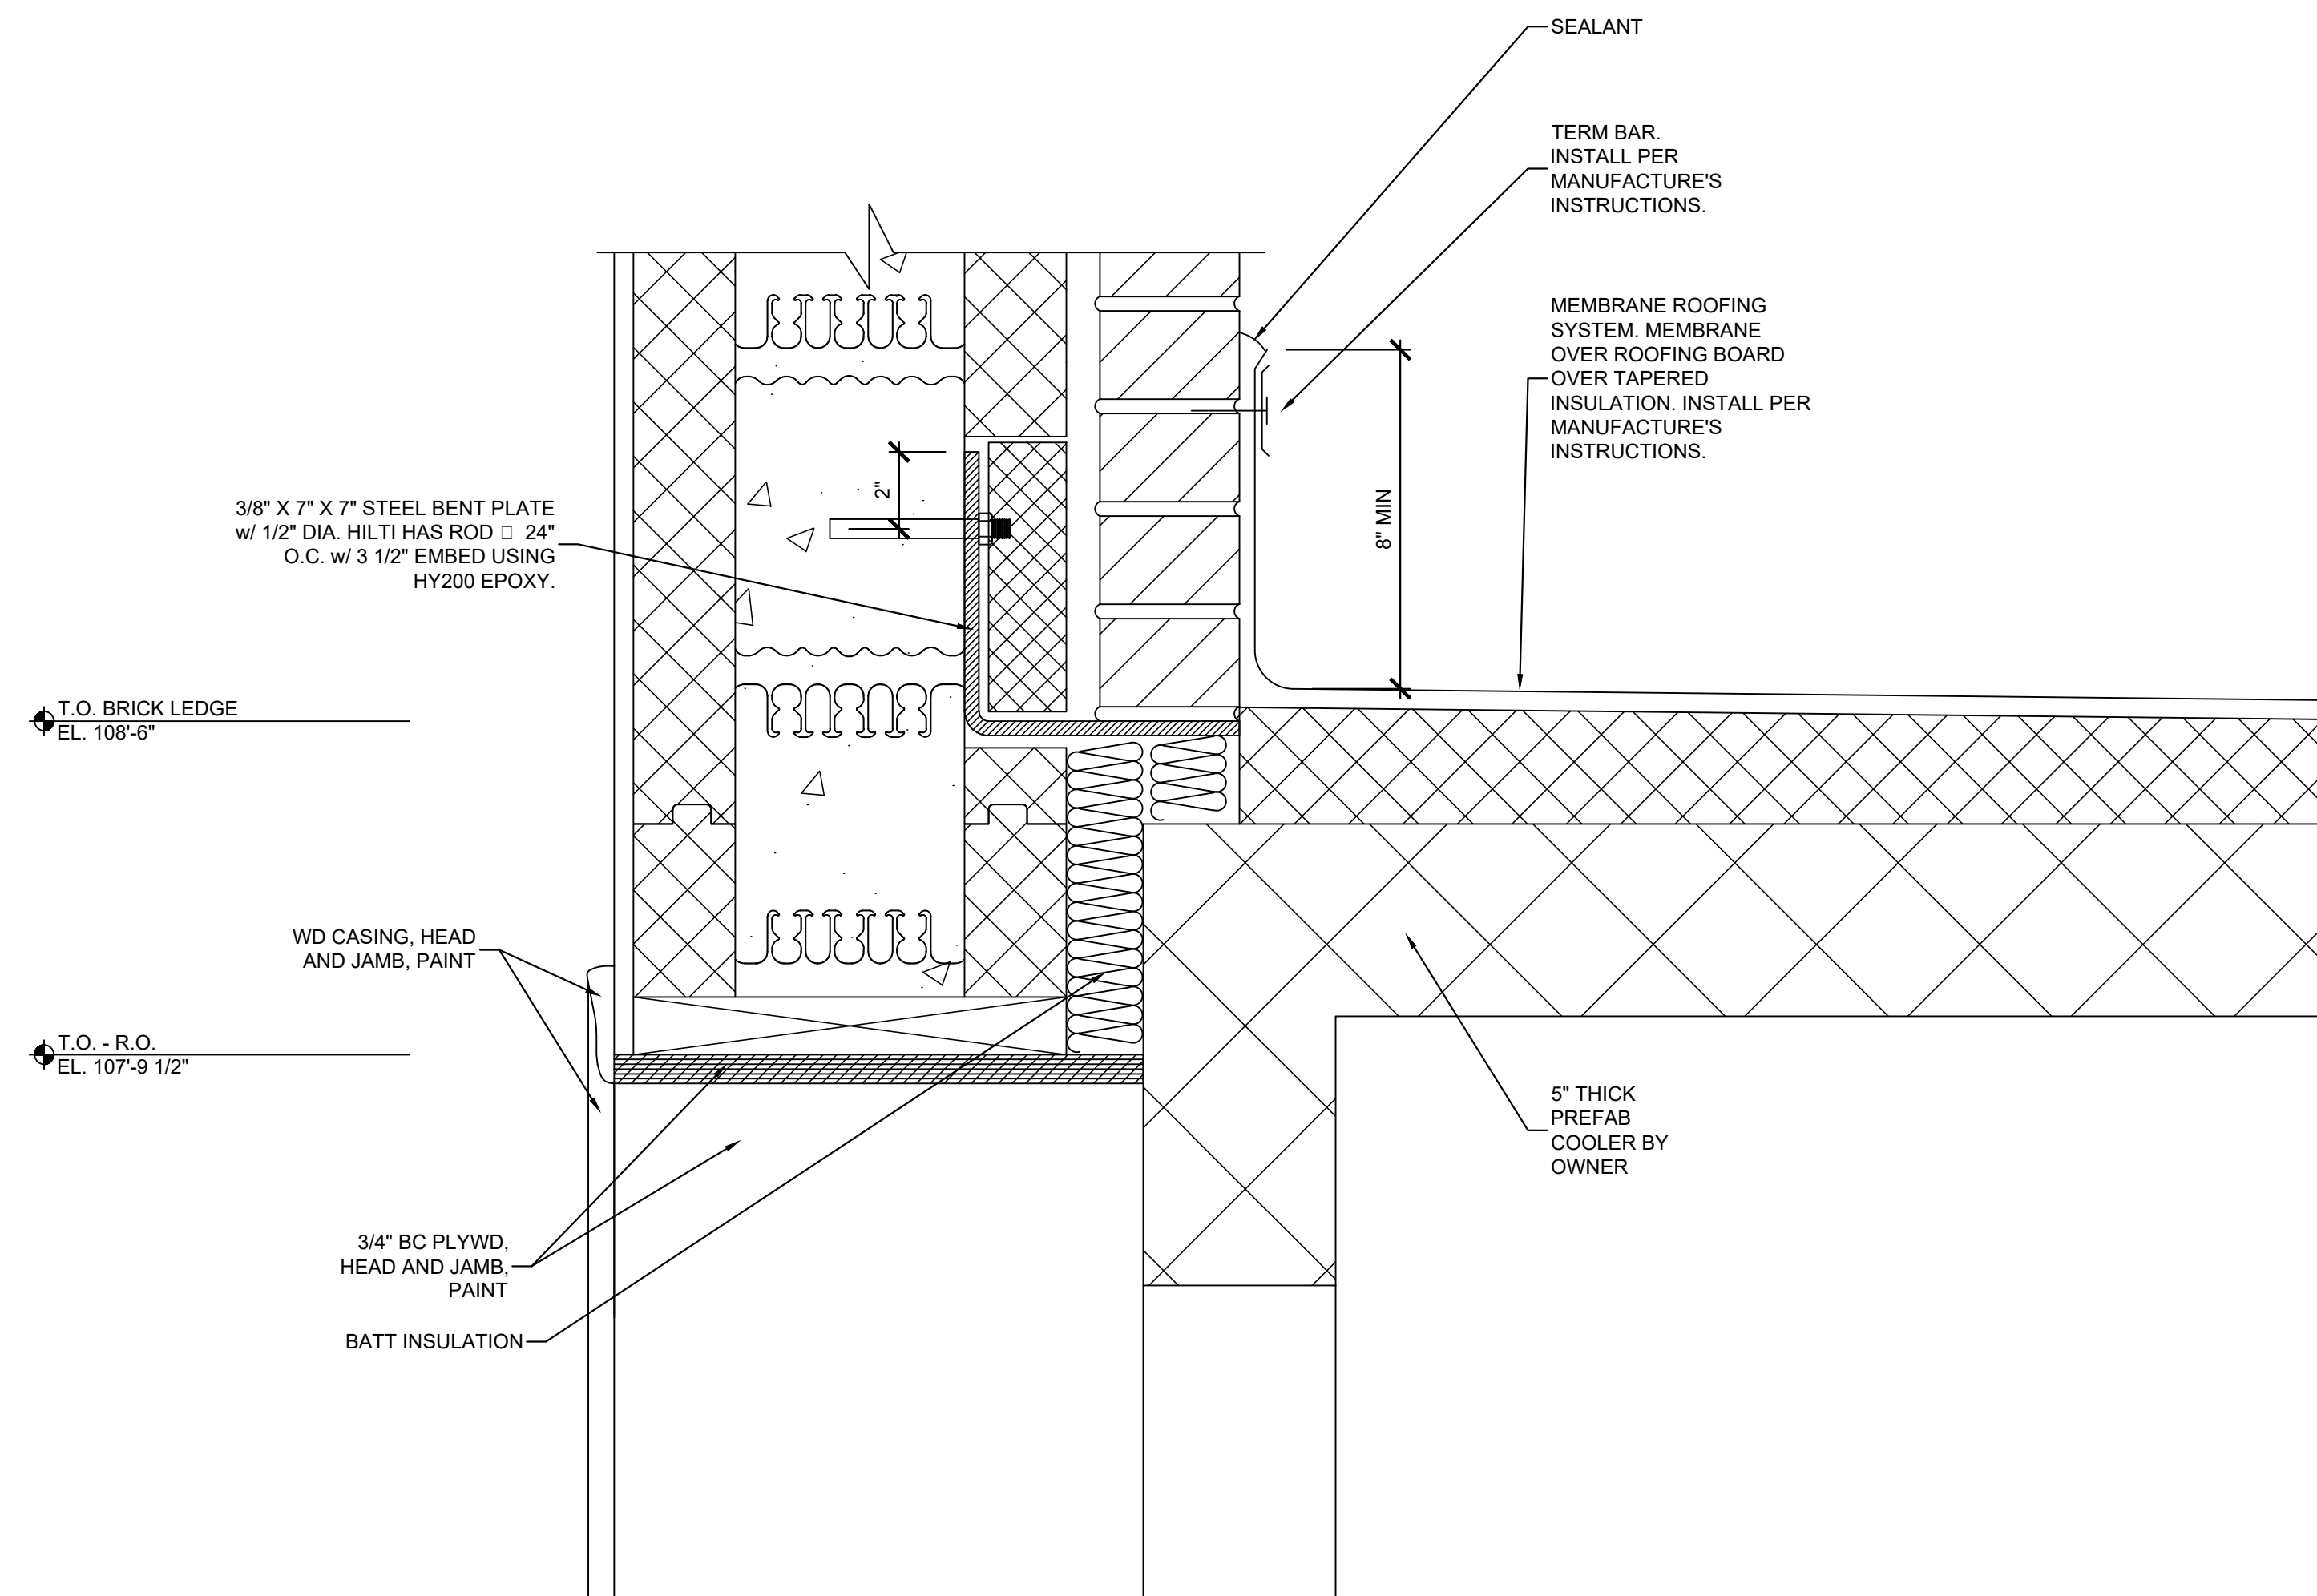 SEALANT
TERM BAR.
INSTALL PER
MANUFACTURE'S
INSTRUCTIONS.
MEMBRANE ROOFING
SYSTEM. MEMBRANE
OVER ROOFING BOARD
OVER TAPERED
INSULATION. INSTALL PER
MANUFACTURE'S
INSTRUCTIONS.
2"
8" MIN
3/8" X 7" X 7" STEEL BENT PLATE
w/ 1/2" DIA. HILTI HAS ROD □ 24"
O.C. w/ 3 1/2" EMBED USING
HY200 EPOXY.
T.O. BRICK LEDGE
EL. 108'-6"
WD CASING, HEAD
AND JAMB, PAINT
T.O. - R.O.
EL. 107'-9 1/2"
5" THICK
PREFAB
COOLER BY
OWNER
3/4" BC PLYWD,
HEAD AND JAMB,
PAINT
BATT INSULATION